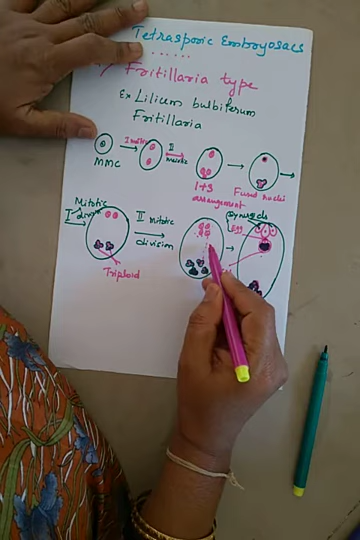 Tetrasporic Embryosacs
Fritillaria type
Ex Lilium bulbiferum
Fritillaria
MMC
I meiotic
II
meiotic
1+3
arrangement
Fused nuclei
Mitotic
I division
Triploid
II mitotic
division
Synergids
Egg